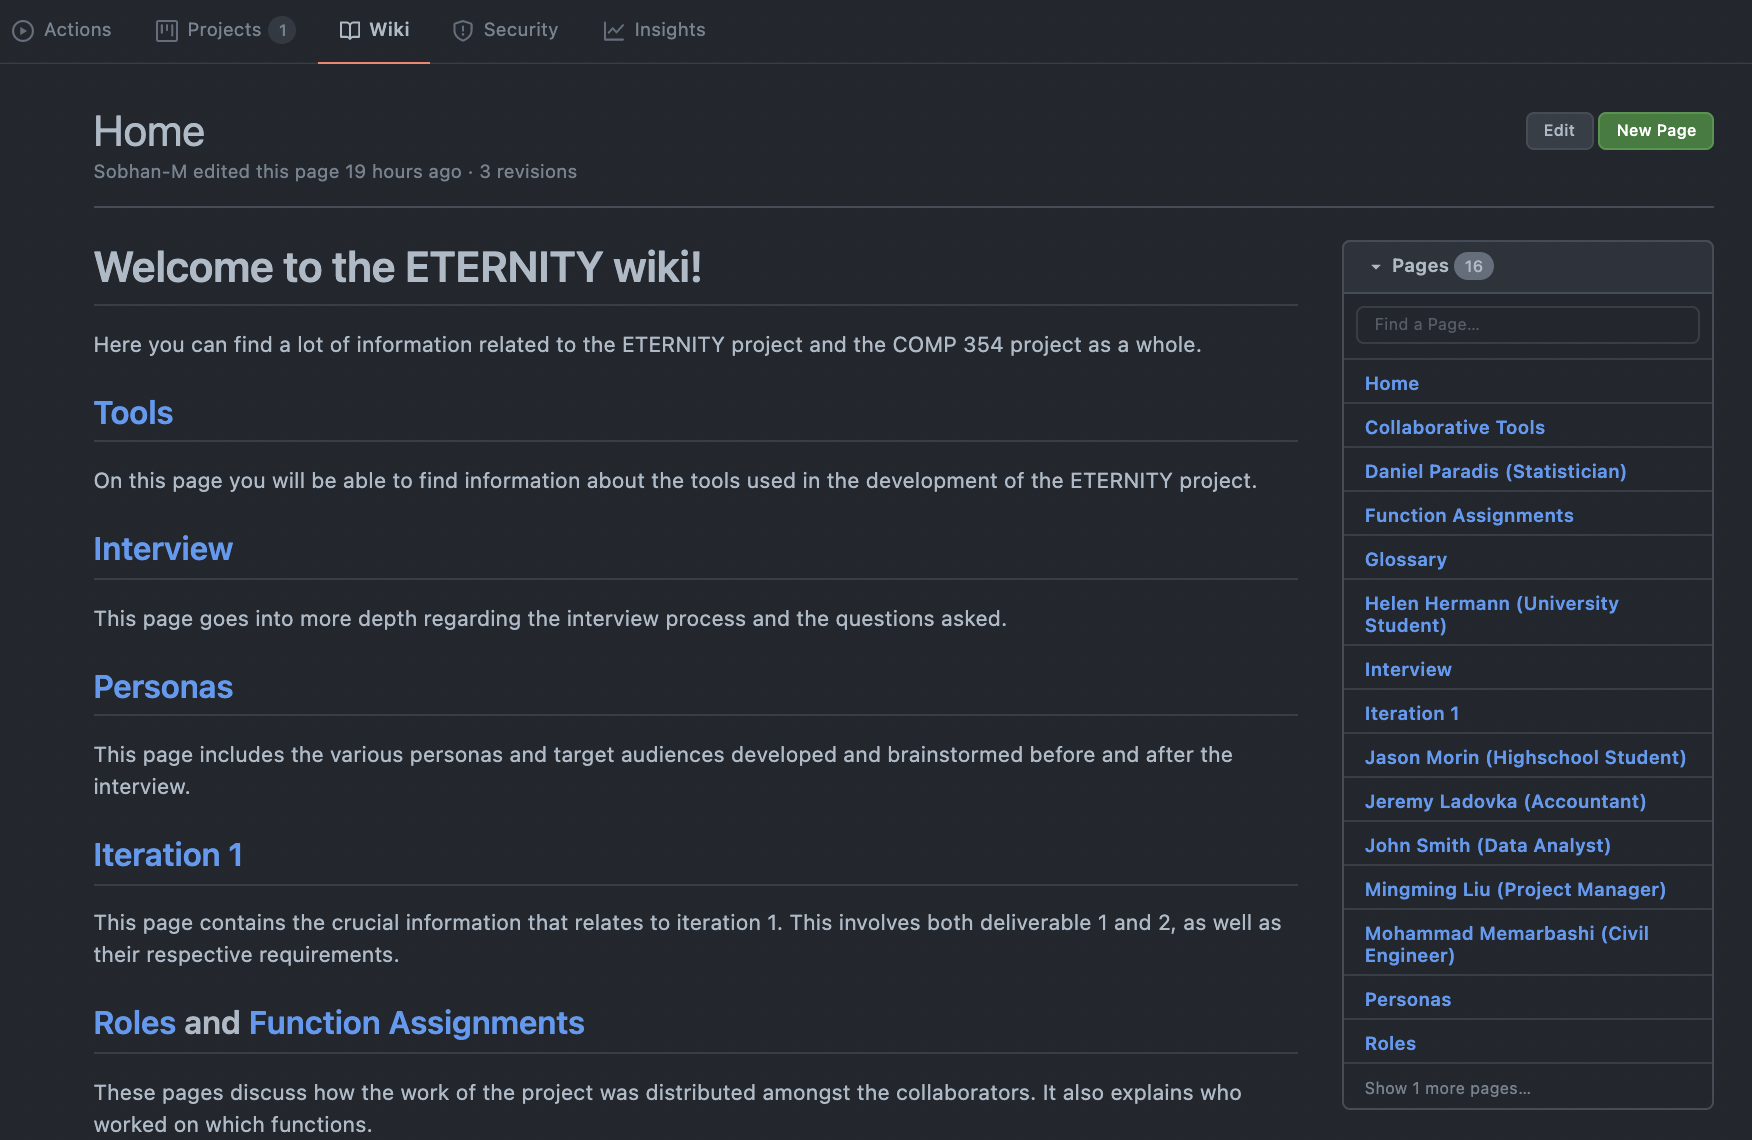 Actions
Projects 1
Wiki
Security
Insights
Home
Edit
New Page
Sobhan-M edited this page 19 hours ago · 3 revisions
Welcome to the ETERNITY wiki!
Here you can find a lot of information related to the ETERNITY project and the COMP 354 project as a whole.
Tools
On this page you will be able to find information about the tools used in the development of the ETERNITY project.
Interview
This page goes into more depth regarding the interview process and the questions asked.
Personas
This page includes the various personas and target audiences developed and brainstormed before and after the
interview.
Iteration 1
This page contains the crucial information that relates to iteration 1. This involves both deliverable 1 and 2, as well as
their respective requirements.
Roles and Function Assignments
These pages discuss how the work of the project was distributed amongst the collaborators. It also explains who
worked on which functions.
Pages 16
Find a Page...
Home
Collaborative Tools
Daniel Paradis (Statistician)
Function Assignments
Glossary
Helen Hermann (University
Student)
Interview
Iteration 1
Jason Morin (Highschool Student)
Jeremy Ladovka (Accountant)
John Smith (Data Analyst)
Mingming Liu (Project Manager)
Mohammad Memarbashi (Civil
Engineer)
Personas
Roles
Show 1 more pages...